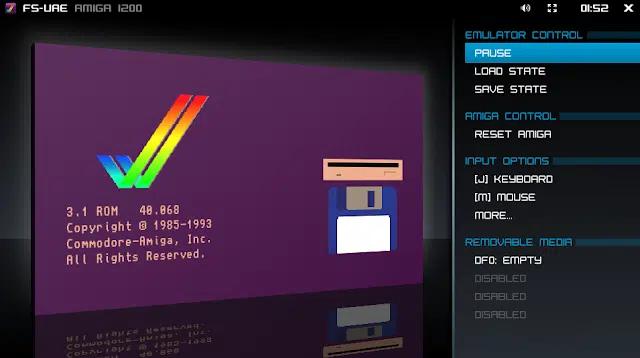 FS-UAE AMIGA 1200
01:52
3.1 ROM 40.068
Copyright © 1985-1993
Commodore-Amiga, Inc.
All Rights Reserved.
EMULATOR CONTROL
PAUSE
LOAD STATE
SAVE STATE
AMIGA CONTROL
RESET AMIGA
INPUT OPTIONS
[J] KEYBOARD
[M] MOUSE
MORE...
REMOVABLE MEDIA
DF0: EMPTY
DISABLED
DISABLED
DISABLED